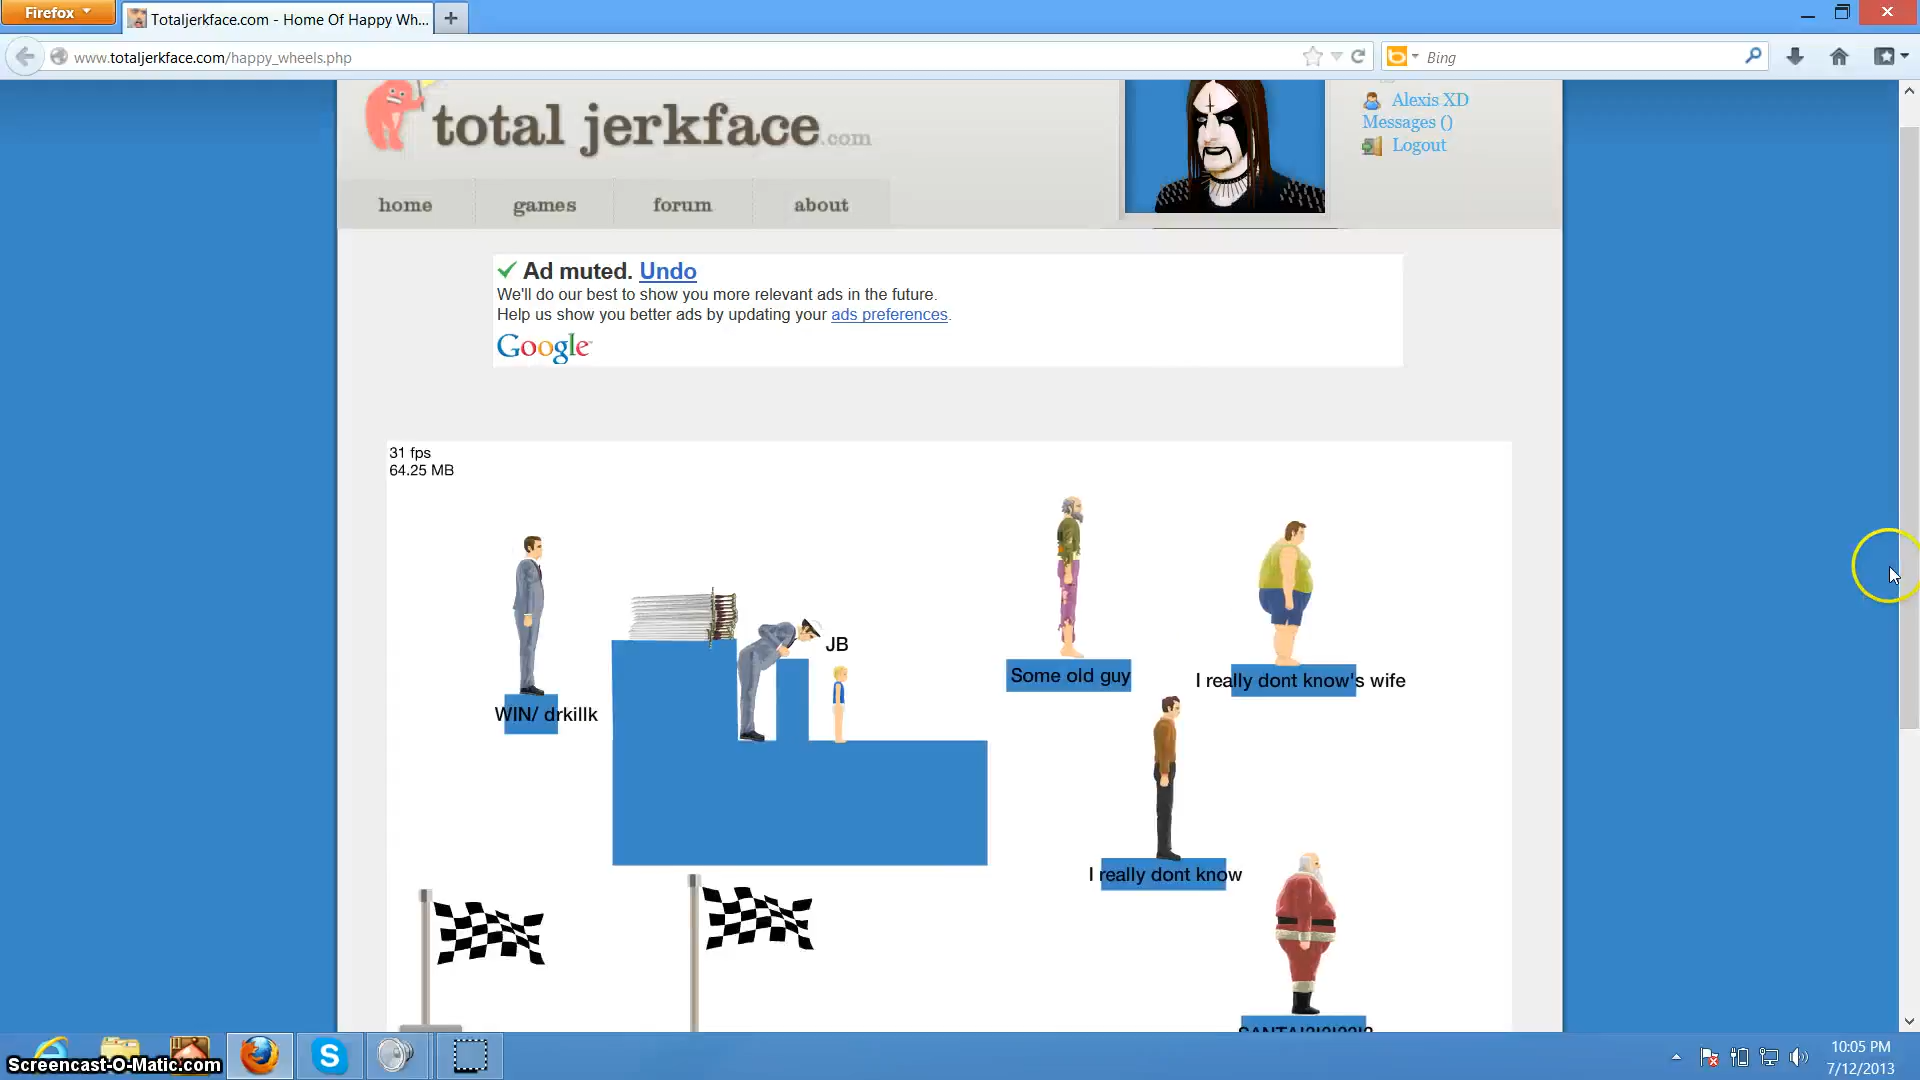 Firefox
Totaljerkface.com - Home Of Happy Wh...
www.totaljerkface.com/happy_wheels.php
Bing
total jerkface.com
Alexis XD
Messages ()
Logout
home games forum about
Ad muted. Undo
We'll do our best to show you more relevant ads in the future.
Help us show you better ads by updating your ads preferences.
Google
31 fps
64.25 MB
JB
Some old guy
I really dont know's wife
WIN/ drkillk
I really dont know
Screencast-O-Matic.com
10:05 PM
7/12/2013